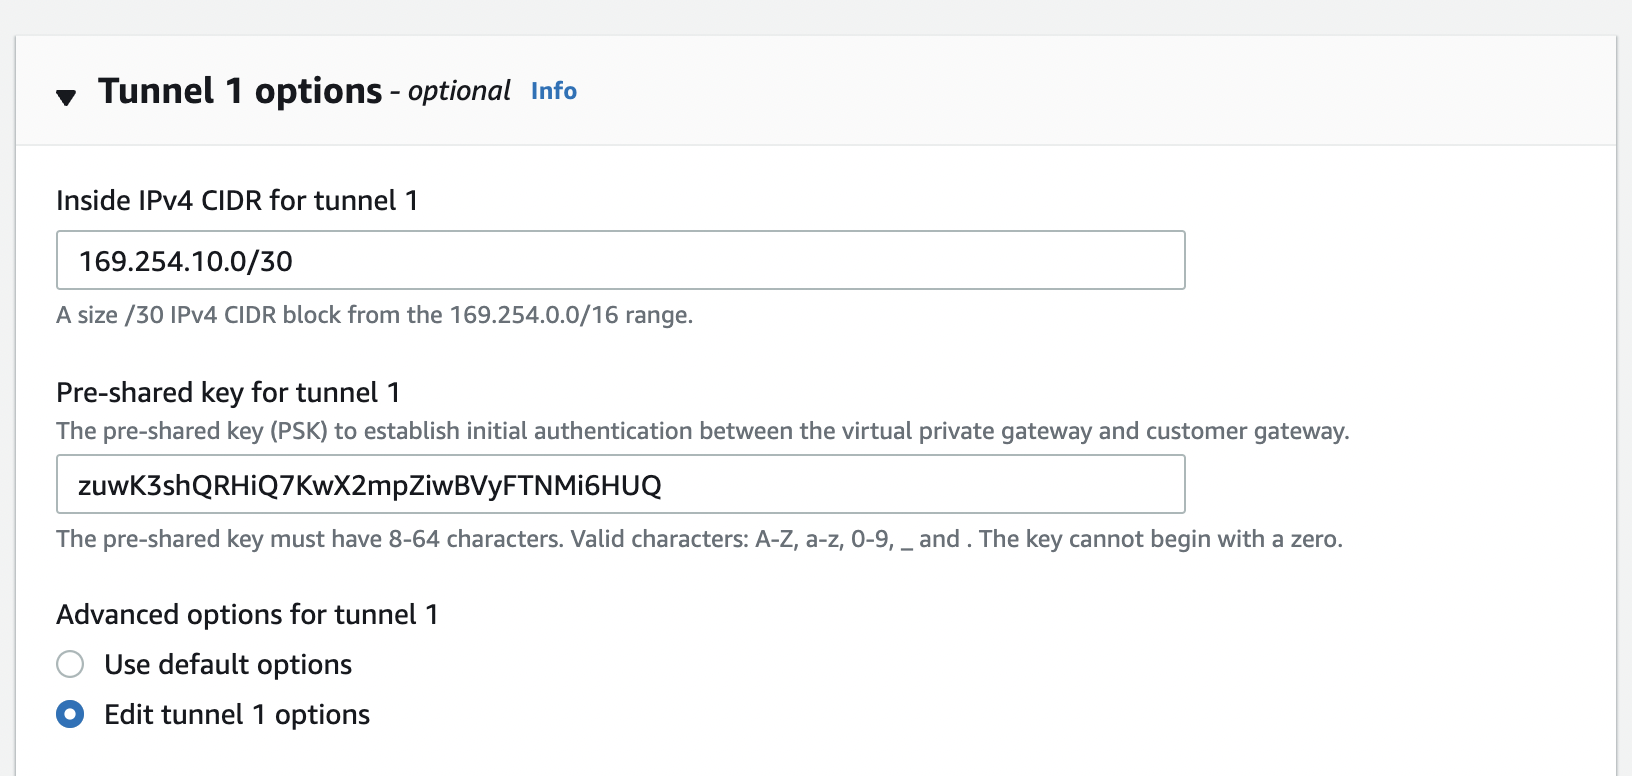 Tunnel 1 options - optional Info
Inside IPv4 CIDR for tunnel 1
169.254.10.0/30
A size /30 IPv4 CIDR block from the 169.254.0.0/16 range.
Pre-shared key for tunnel 1
The pre-shared key (PSK) to establish initial authentication between the virtual private gateway and customer gateway.
zuwK3shQRHiQ7KwX2mpZiwBVyFTNMi6HUQ
The pre-shared key must have 8-64 characters. Valid characters: A-Z, a-z, 0-9, _ and . The key cannot begin with a zero.
Advanced options for tunnel 1
Use default options
Edit tunnel 1 options